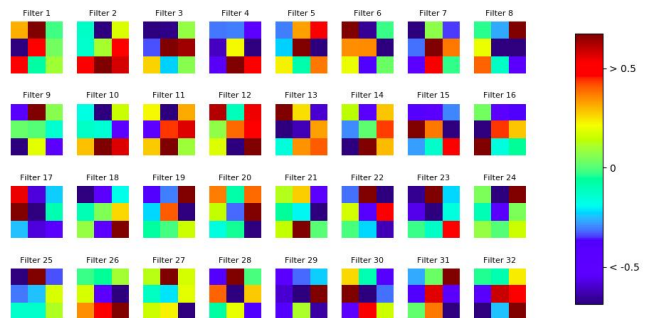 Filter 1 Filter 2 Filter 3 Filter 4 Filter 5 Filter 6 Filter 7 Filter 8
> 0.5
Filter 9 Filter 10 Filter 11 Filter 12 Filter 13 Filter 14 Filter 15 Filter 16
0
Filter 17 Filter 18 Filter 19 Filter 20 Filter 21 Filter 22 Filter 23 Filter 24
Filter 25 Filter 26 Filter 27 Filter 28 Filter 29 Filter 30 Filter 31 Filter 32
< -0.5